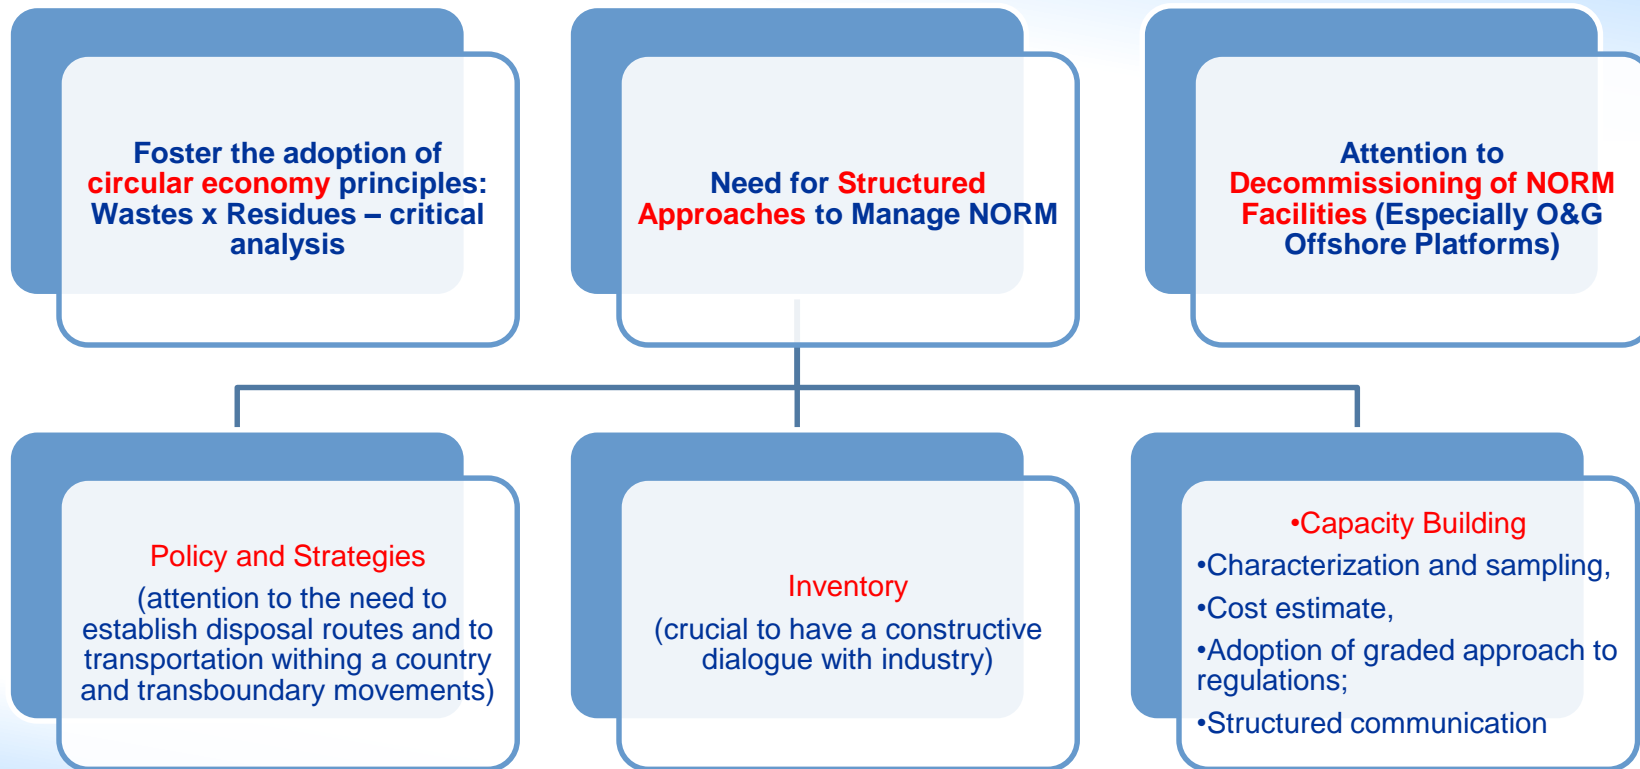 Foster the adoption of
circular economy principles:
Wastes x Residues – critical
analysis
Need for Structured
Approaches to Manage NORM
Attention to
Decommissioning of NORM
Facilities (Especially O&G
Offshore Platforms)
Policy and Strategies
(attention to the need to
establish disposal routes and to
transportation withing a country
and transboundary movements)
Inventory
(crucial to have a constructive
dialogue with industry)
•Capacity Building
•Characterization and sampling,
•Cost estimate,
•Adoption of graded approach to
regulations;
•Structured communication